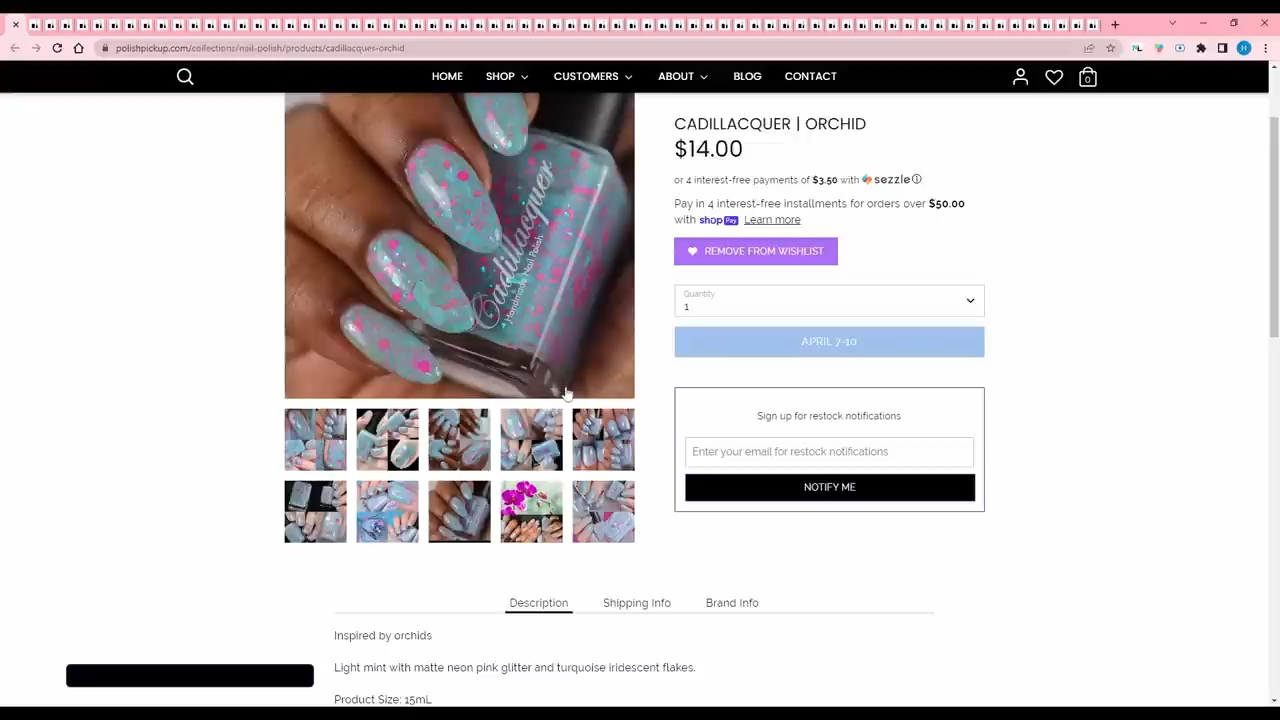 polishpickup.com/collections/nail-polish/products/cadillacquer-orchid
HOME SHOP CUSTOMERS ABOUT BLOG CONTACT
0
CADILLACQUER | ORCHID
$14.00
or 4 interest-free payments of $3.50 with sezzle
Pay in 4 interest-free installments for orders over $50.00
with shop Pay Learn more
REMOVE FROM WISHLIST
Quantity
1
APRIL 7-10
Sign up for restock notifications
Enter your email for restock notifications
NOTIFY ME
Cadillacquer
Handmade Nail Polish
Description Shipping Info Brand Info
Inspired by orchids
Light mint with matte neon pink glitter and turquoise iridescent flakes.
Product Size: 15mL